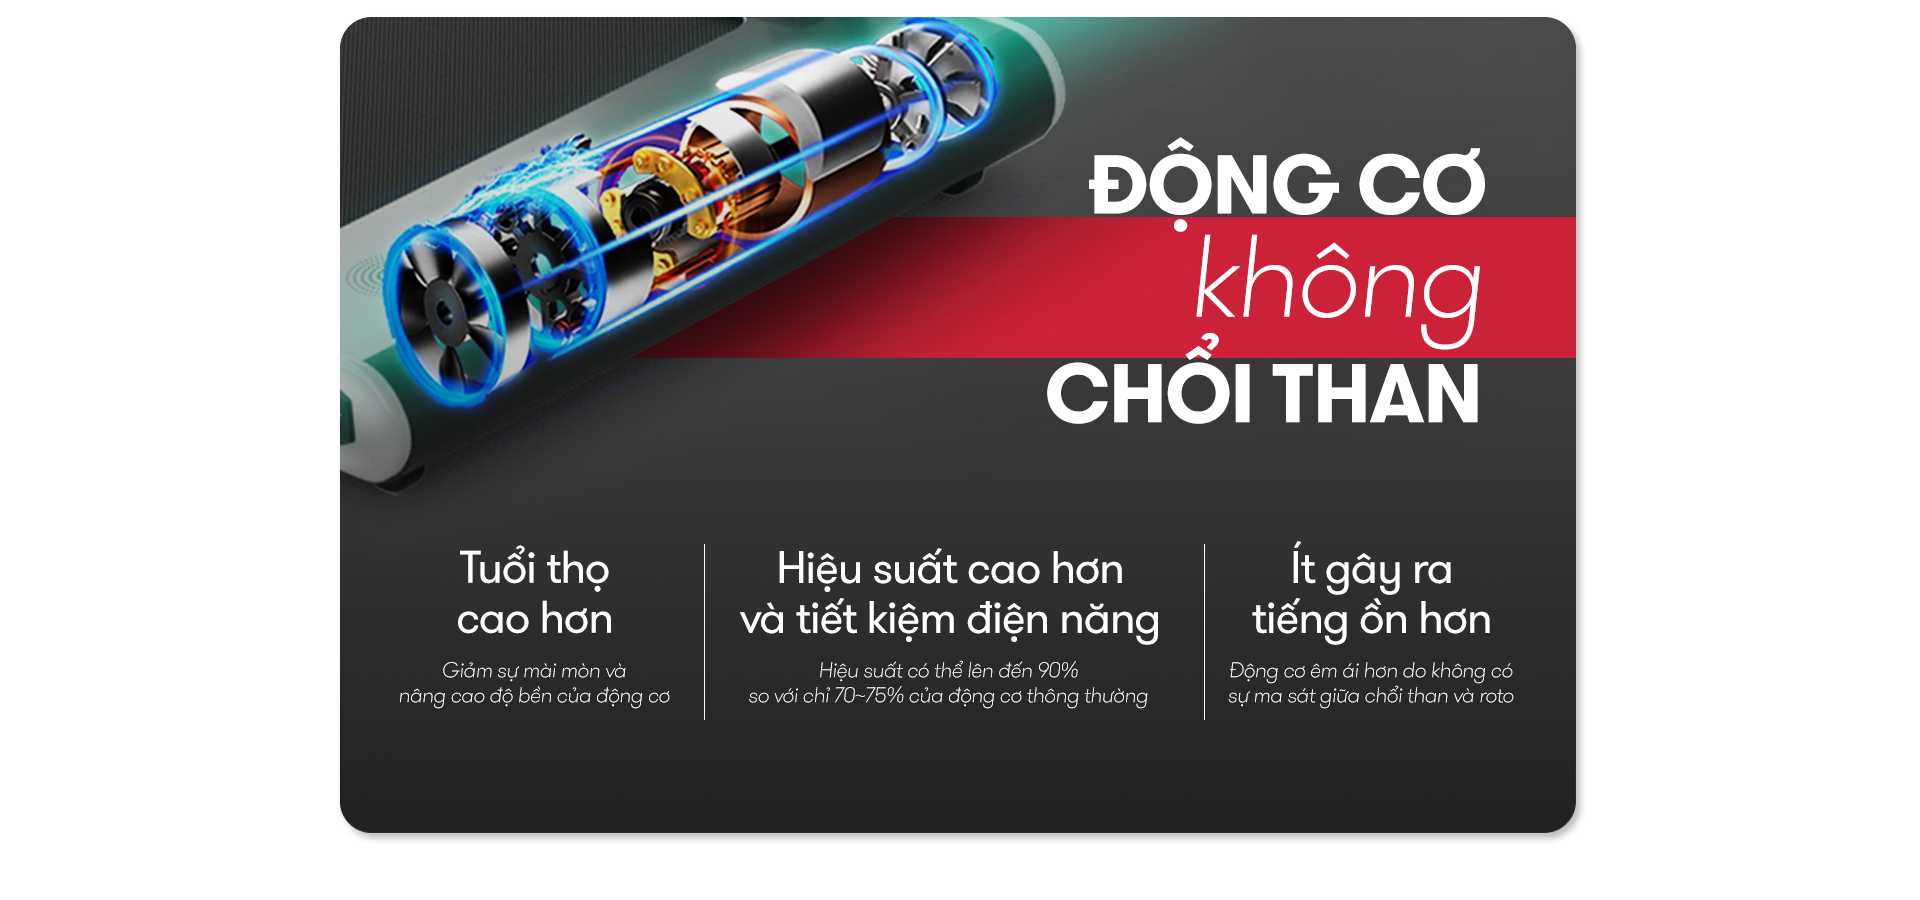 ĐỘNG CƠ
không
CHỔI THAN
Tuổi thọ
cao hơn
Giảm sự mài mòn và
nâng cao độ bền của động cơ
Hiệu suất cao hơn
và tiết kiệm điện năng
Hiệu suất có thể lên đến 90%
so với chỉ 70~75% của động cơ thông thường
Ít gây ra
tiếng ồn hơn
Động cơ êm ái hơn do không có
sự ma sát giữa chổi than và roto